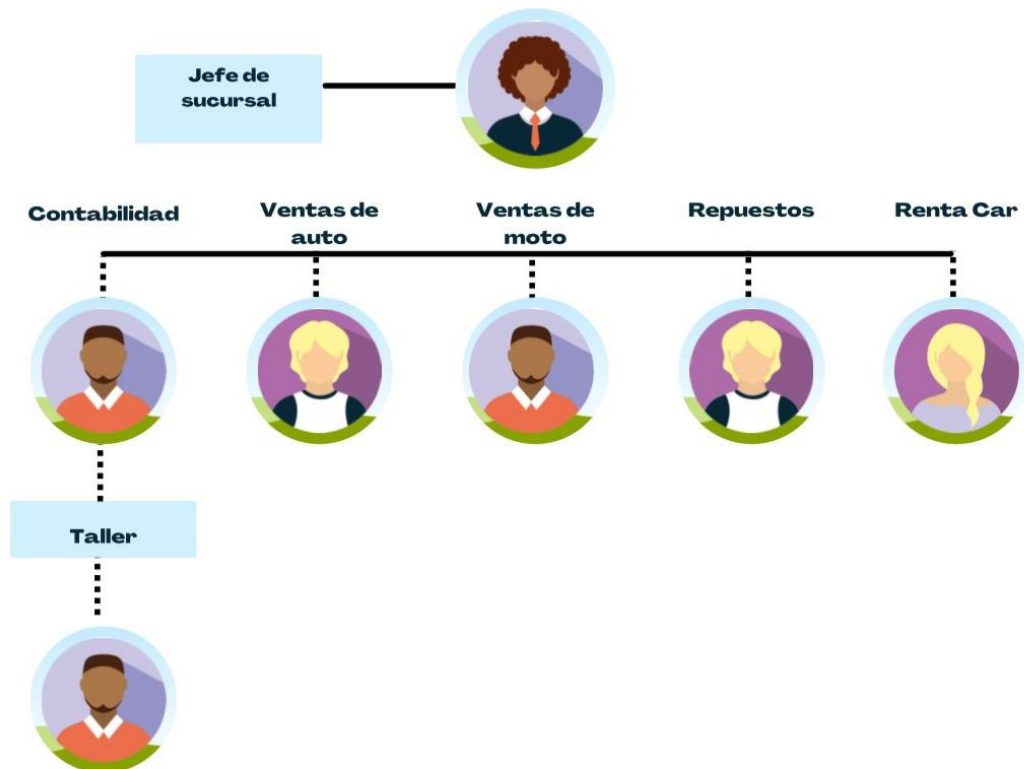 Jefe de
sucursal
Contabilidad
Ventas de
auto
Ventas de
moto
Repuestos
Renta Car
Taller